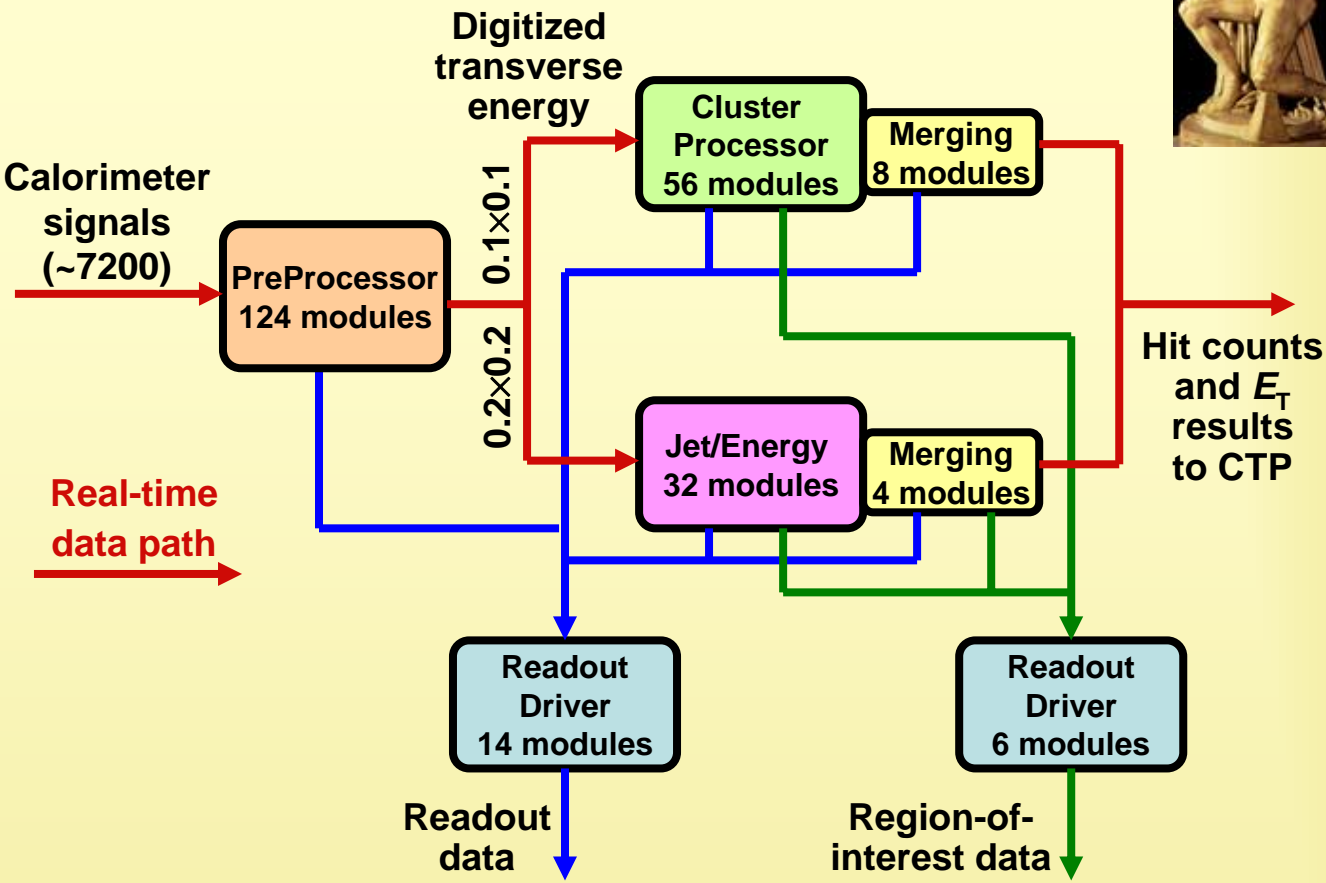 Digitized
transverse
energy
Calorimeter
signals
(~7200)
PreProcessor
124 modules
0.1×0.1
0.2×0.2
Cluster
Processor
56 modules
Merging
8 modules
Jet/Energy
32 modules
Merging
4 modules
Hit counts
and E_T
results
to CTP
Real-time
data path
Readout
Driver
14 modules
Readout
Driver
6 modules
Readout
data
Region-of-
interest data